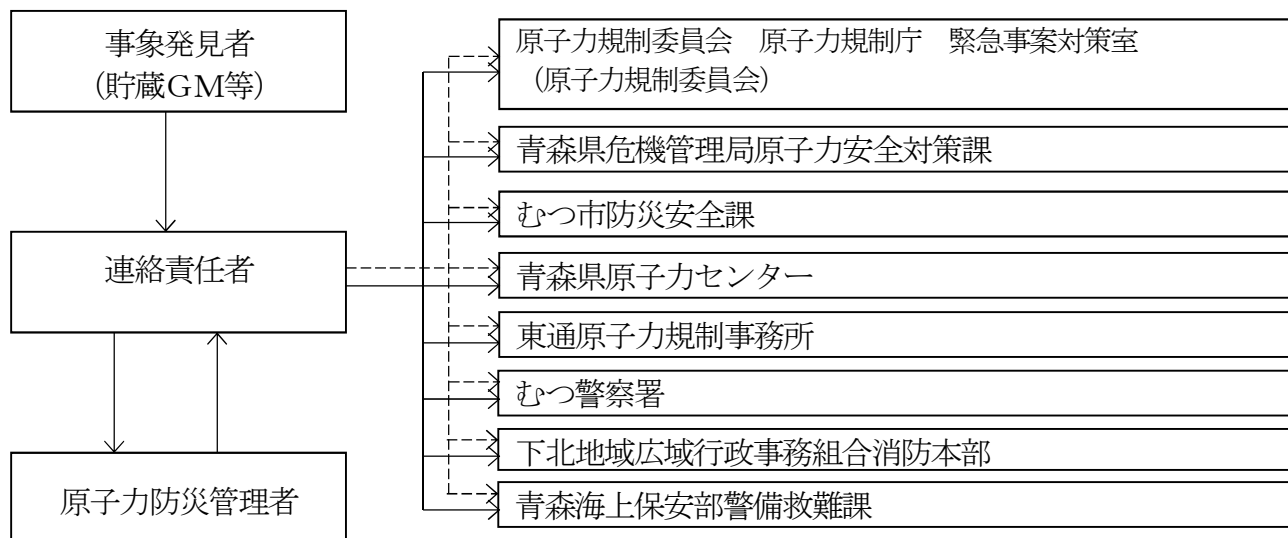 事象発見者
(貯蔵GM等)
連絡責任者
原子力防災管理者
原子力規制委員会　原子力規制庁　緊急事案対策室
（原子力規制委員会）
青森県危機管理局原子力安全対策課
むつ市防災安全課
青森県原子力センター
東通原子力規制事務所
むつ警察署
下北地域広域行政事務組合消防本部
青森海上保安部警備救難課